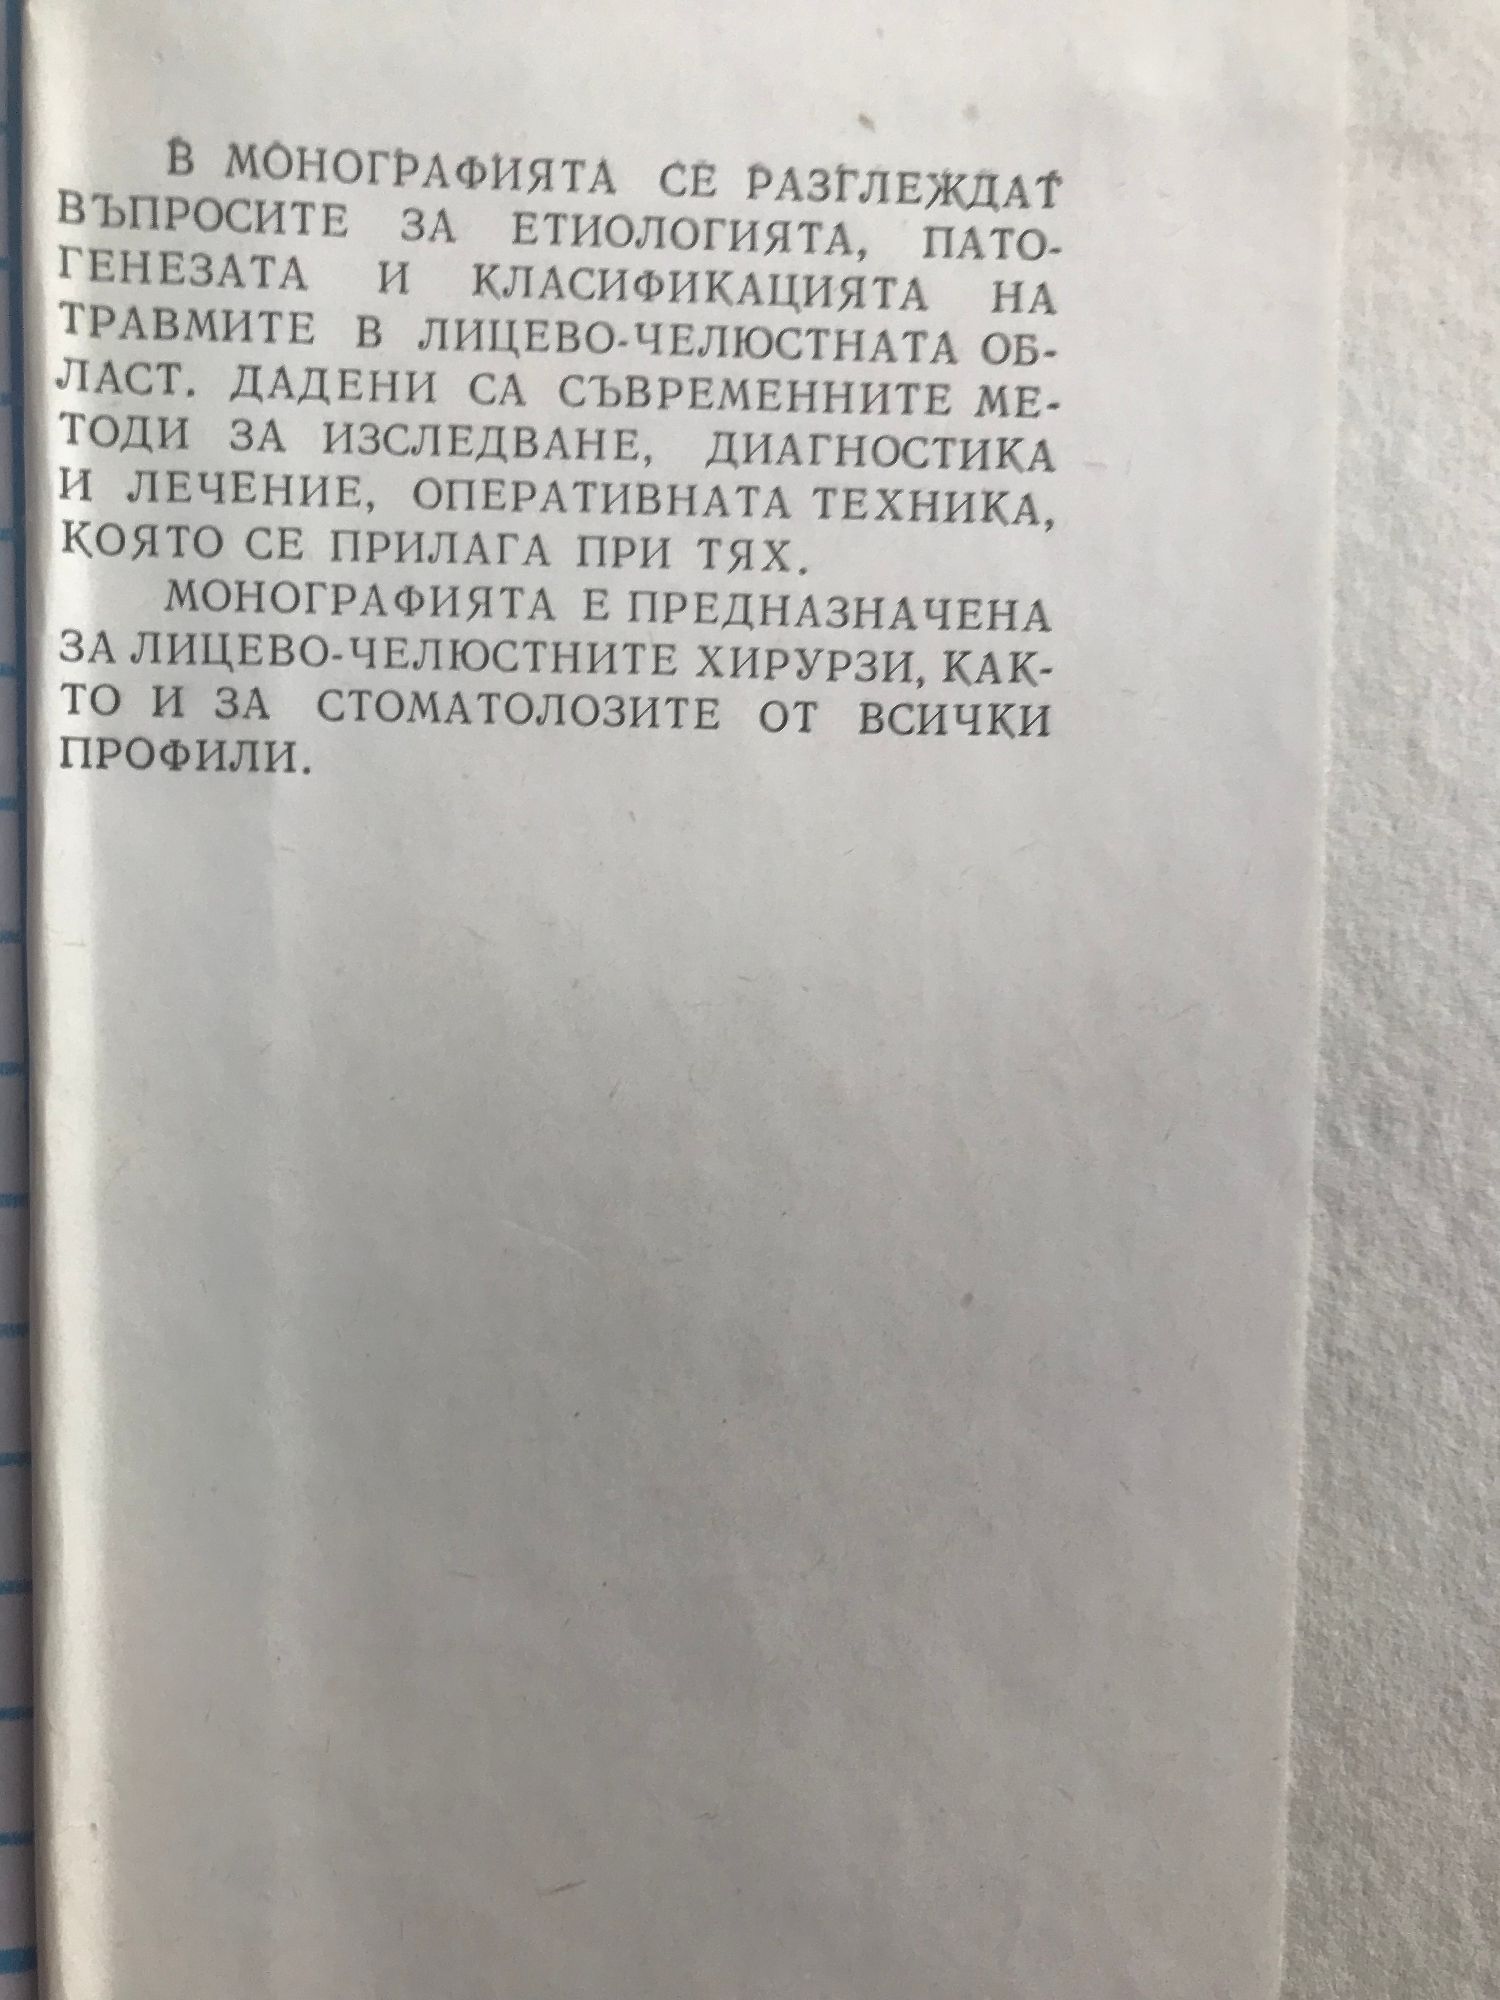 В МОНОГРАФИЯТА СЕ РАЗГЛЕЖДАТ
ВЪПРОСИТЕ ЗА ЕТИОЛОГИЯТА, ПАТО-
ГЕНЕЗАТА И КЛАСИФИКАЦИЯТА НА
ТРАВМИТЕ В ЛИЦЕВО-ЧЕЛЮСТНАТА ОБ-
ЛАСТ. ДАДЕНИ СА СЪВРЕМЕННИТЕ МЕ-
ТОДИ ЗА ИЗСЛЕДВАНЕ, ДИАГНОСТИКА
И ЛЕЧЕНИЕ, ОПЕРАТИВНАТА ТЕХНИКА,
КОЯТО СЕ ПРИЛАГА ПРИ ТЯХ.
МОНОГРАФИЯТА Е ПРЕДНАЗНАЧЕНА
ЗА ЛИЦЕВО-ЧЕЛЮСТНИТЕ ХИРУРЗИ, КАК-
ТО И ЗА СТОМАТОЛОЗИТЕ ОТ ВСИЧКИ
ПРОФИЛИ.